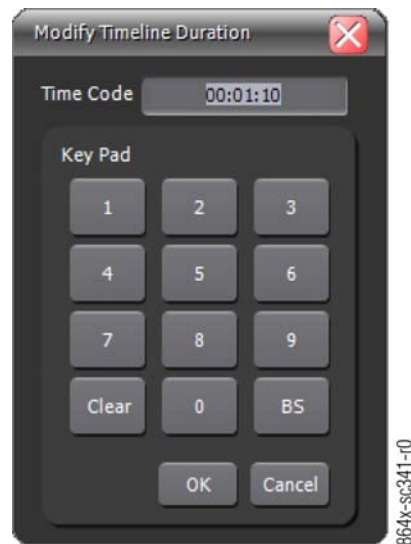 Modify Timeline Duration
Time Code 00:01:10
Key Pad
1 2 3
4 5 6
7 8 9
Clear 0 BS
OK Cancel
864x-sc341-r0